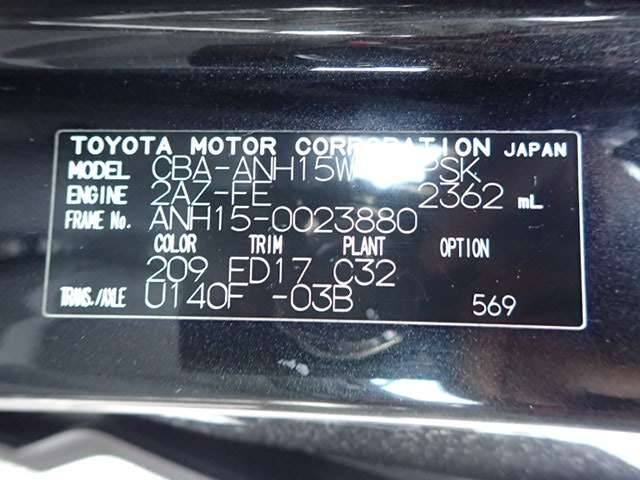 TOYOTA MOTOR CORPORATION JAPAN
MODEL CBA-ANH15W PSK
ENGINE 2AZ-FE 2362 mL
FRAME No. ANH15-0023880
COLOR TRIM PLANT OPTION
209 FD17 C32
TRANS./AXLE U140F -03B 569